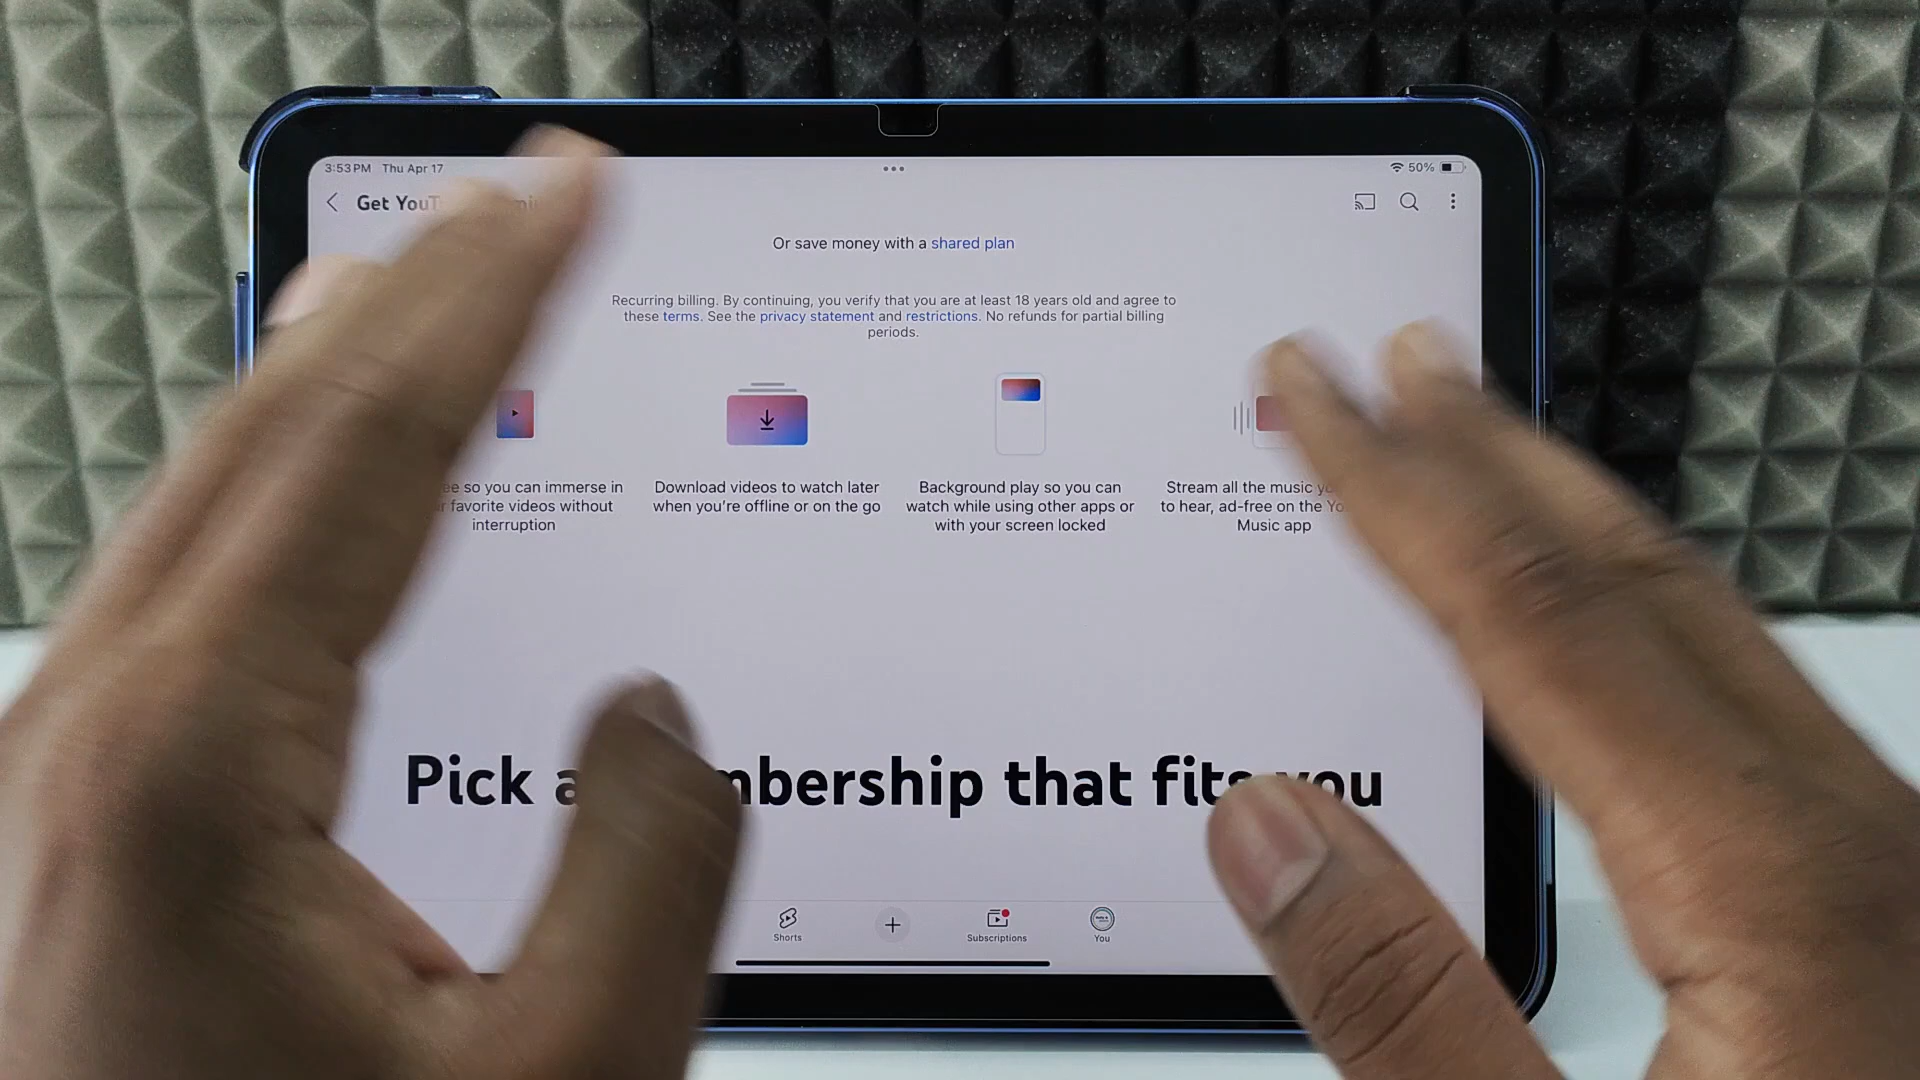 3:53 PM Thu Apr 17
50%
Get YouT
Or save money with a shared plan
Recurring billing. By continuing, you verify that you are at least 18 years old and agree to
these terms. See the privacy statement and restrictions. No refunds for partial billing
periods.
so you can immerse in
favorite videos without
interruption
Download videos to watch later
when you're offline or on the go
Background play so you can
watch while using other apps or
with your screen locked
Stream all the music
to hear, ad-free on the
Music app
Pick a mbership that fits you
Shorts
Subscriptions
You